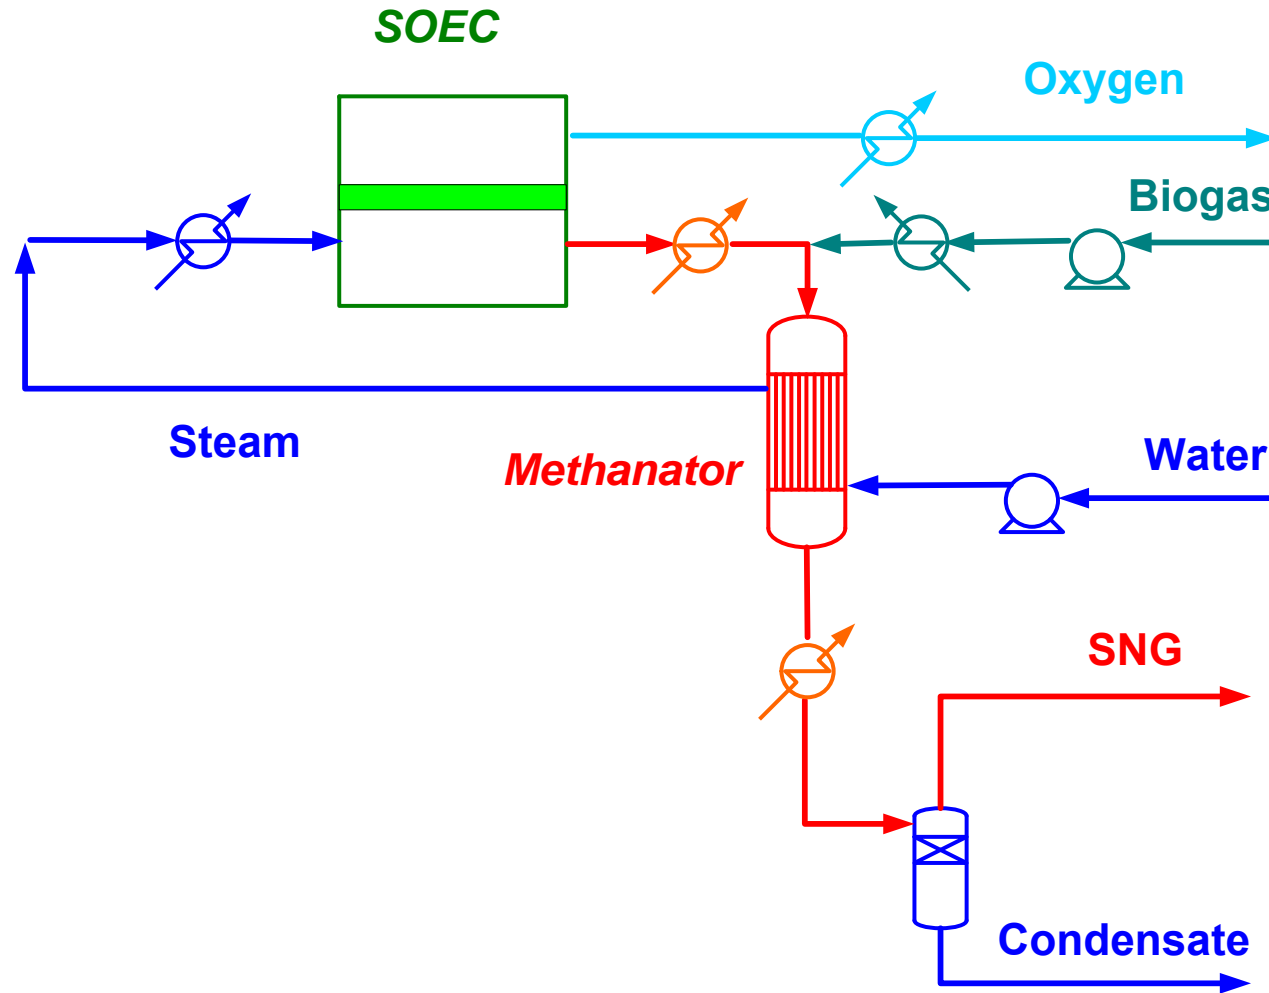 SOEC
Oxygen
Biogas
Steam
Methanator
Water
SNG
Condensate